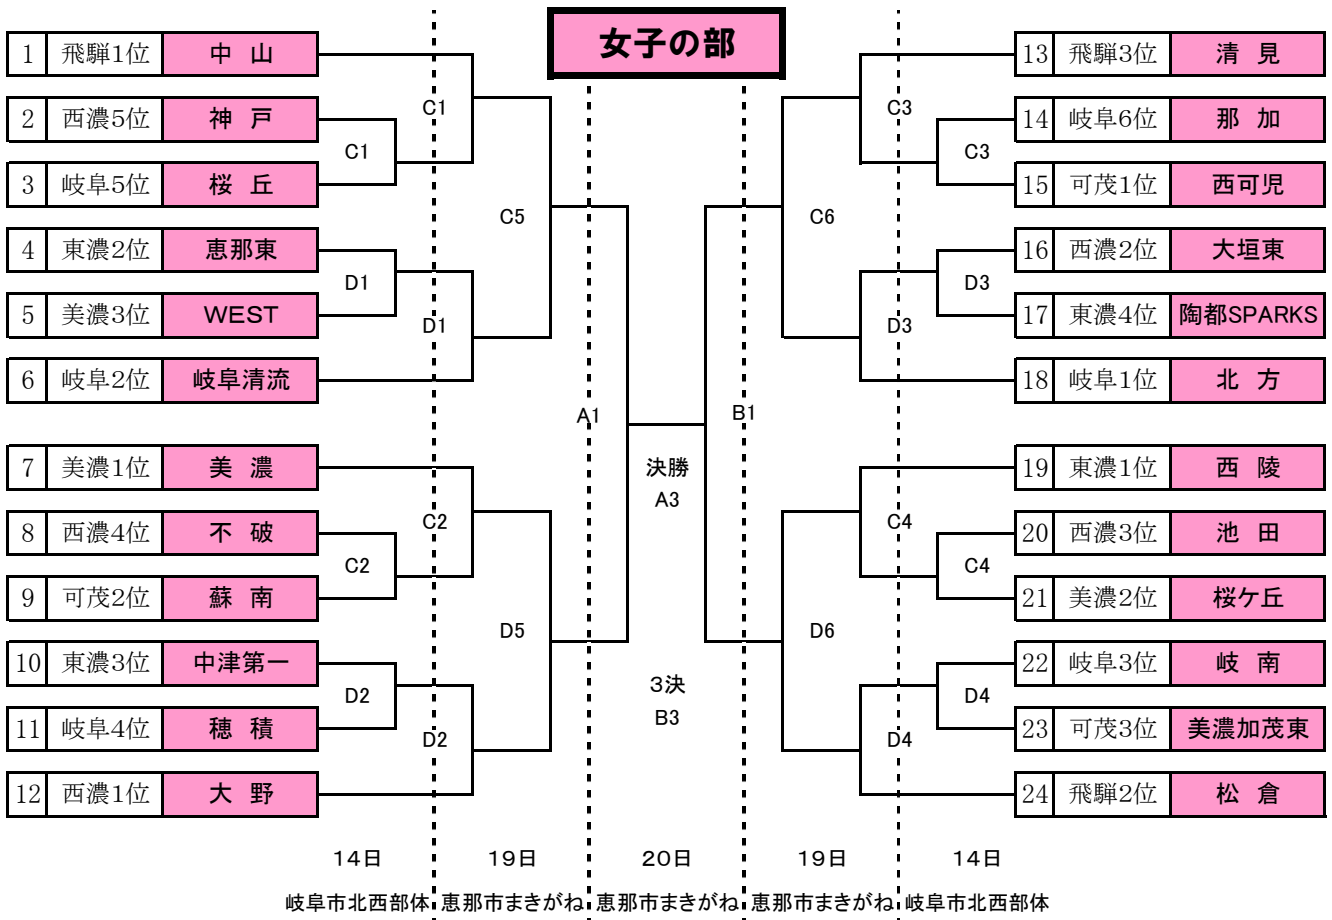 女子の部
1 飛騨1位 中 山
2 西濃5位 神 戸
3 岐阜5位 桜 丘
4 東濃2位 恵那東
5 美濃3位 WEST
6 岐阜2位 岐阜清流
7 美濃1位 美 濃
8 西濃4位 不 破
9 可茂2位 蘇 南
10 東濃3位 中津第一
11 岐阜4位 穂 積
12 西濃1位 大 野
C1
D1
C2
D2
C1
D1
C2
D2
C5
D5
A1
決勝
A3
3決
B3
B1
C6
D6
C3
D3
C4
D4
C3
D3
C4
D4
13 飛騨3位 清 見
14 岐阜6位 那 加
15 可茂1位 西可児
16 西濃2位 大垣東
17 東濃4位 陶都SPARKS
18 岐阜1位 北 方
19 東濃1位 西 陵
20 西濃3位 池 田
21 美濃2位 桜ケ丘
22 岐阜3位 岐 南
23 可茂3位 美濃加茂東
24 飛騨2位 松 倉
14日 19日 20日 19日 14日
岐阜市北西部体 恵那市まきがね 恵那市まきがね 恵那市まきがね 岐阜市北西部体